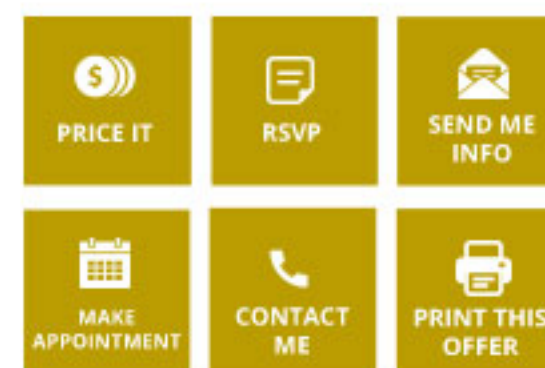 $
PRICE IT
RSVP
SEND ME
INFO
MAKE
APPOINTMENT
CONTACT
ME
PRINT THIS
OFFER